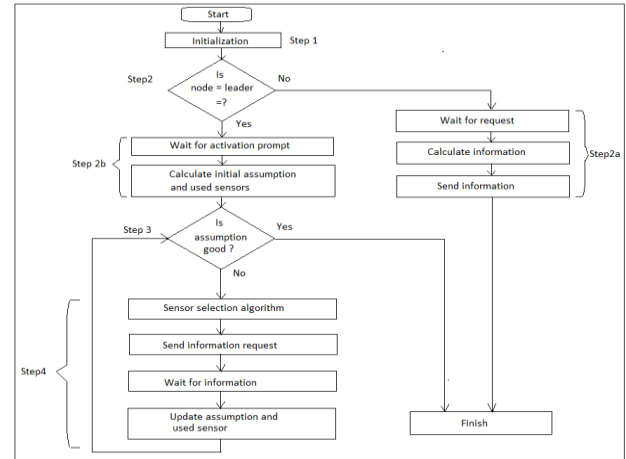 Start
Initialization
Step 1
Step2
Is
node = leader
=?
No
Yes
Wait for request
Calculate information
Send information
Step2a
Step 2b
Wait for activation prompt
Calculate initial assumption
and used sensors
Step 3
Is
assumption
good ?
Yes
No
Step4
Sensor selection algorithm
Send information request
Wait for information
Update assumption and
used sensor
Finish